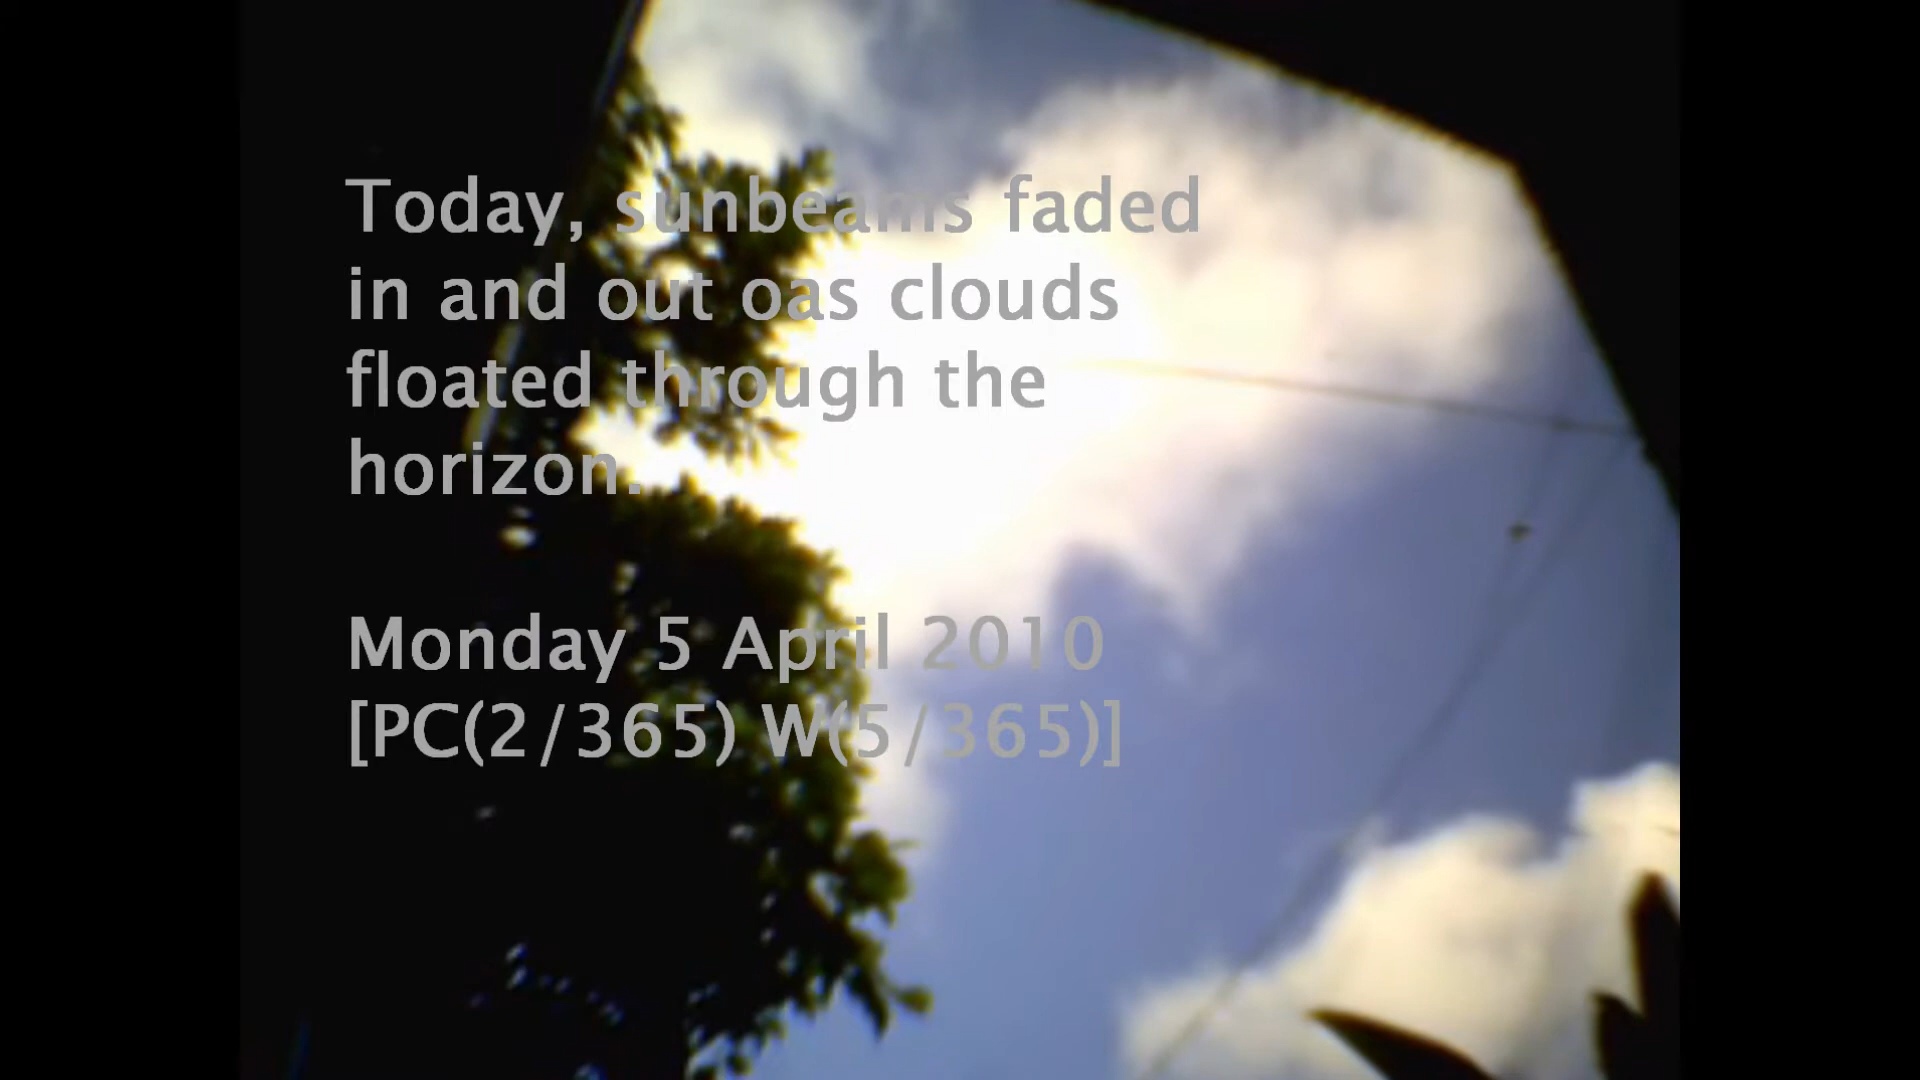 Today, sunbeams faded
in and out oas clouds
floated through the
horizon.
Monday 5 April 2010
[PC(2/365) W(5/365)]